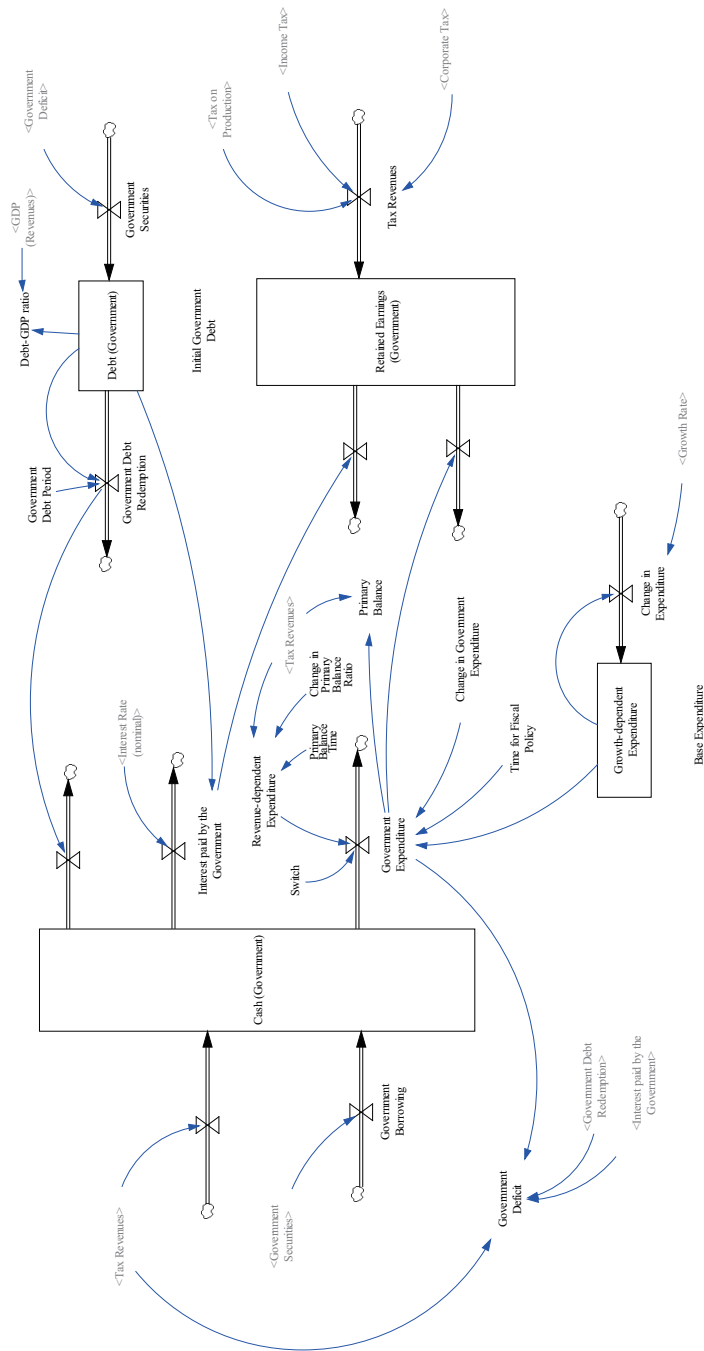 <Tax Revenues>
<Government
Securities>
Government
Borrowing
Government
Deficit
<Government Debt
Redemption>
<Interest paid by the
Government>
Cash (Government)
<Interest Rate
(nominal)>
Interest paid by the
Government
Switch
Revenue-dependent
Expenditure
Primary
Balance
Time
Change in
Primary
Balance
Ratio
<Tax Revenues>
Primary
Balance
Government
Expenditure
Change in Government
Expenditure
Time for Fiscal
Policy
Growth-dependent
Expenditure
Base Expenditure
Change in
Expenditure
<Growth Rate>
Government
Debt Period
Government Debt
Redemption
Debt-GDP ratio
<GDP
(Revenues)>
Debt (Government)
Initial Government
Debt
Government
Securities
<Government
Deficit>
Retained Earnings
(Government)
Tax Revenues
<Tax on
Production>
<Income Tax>
<Corporate Tax>